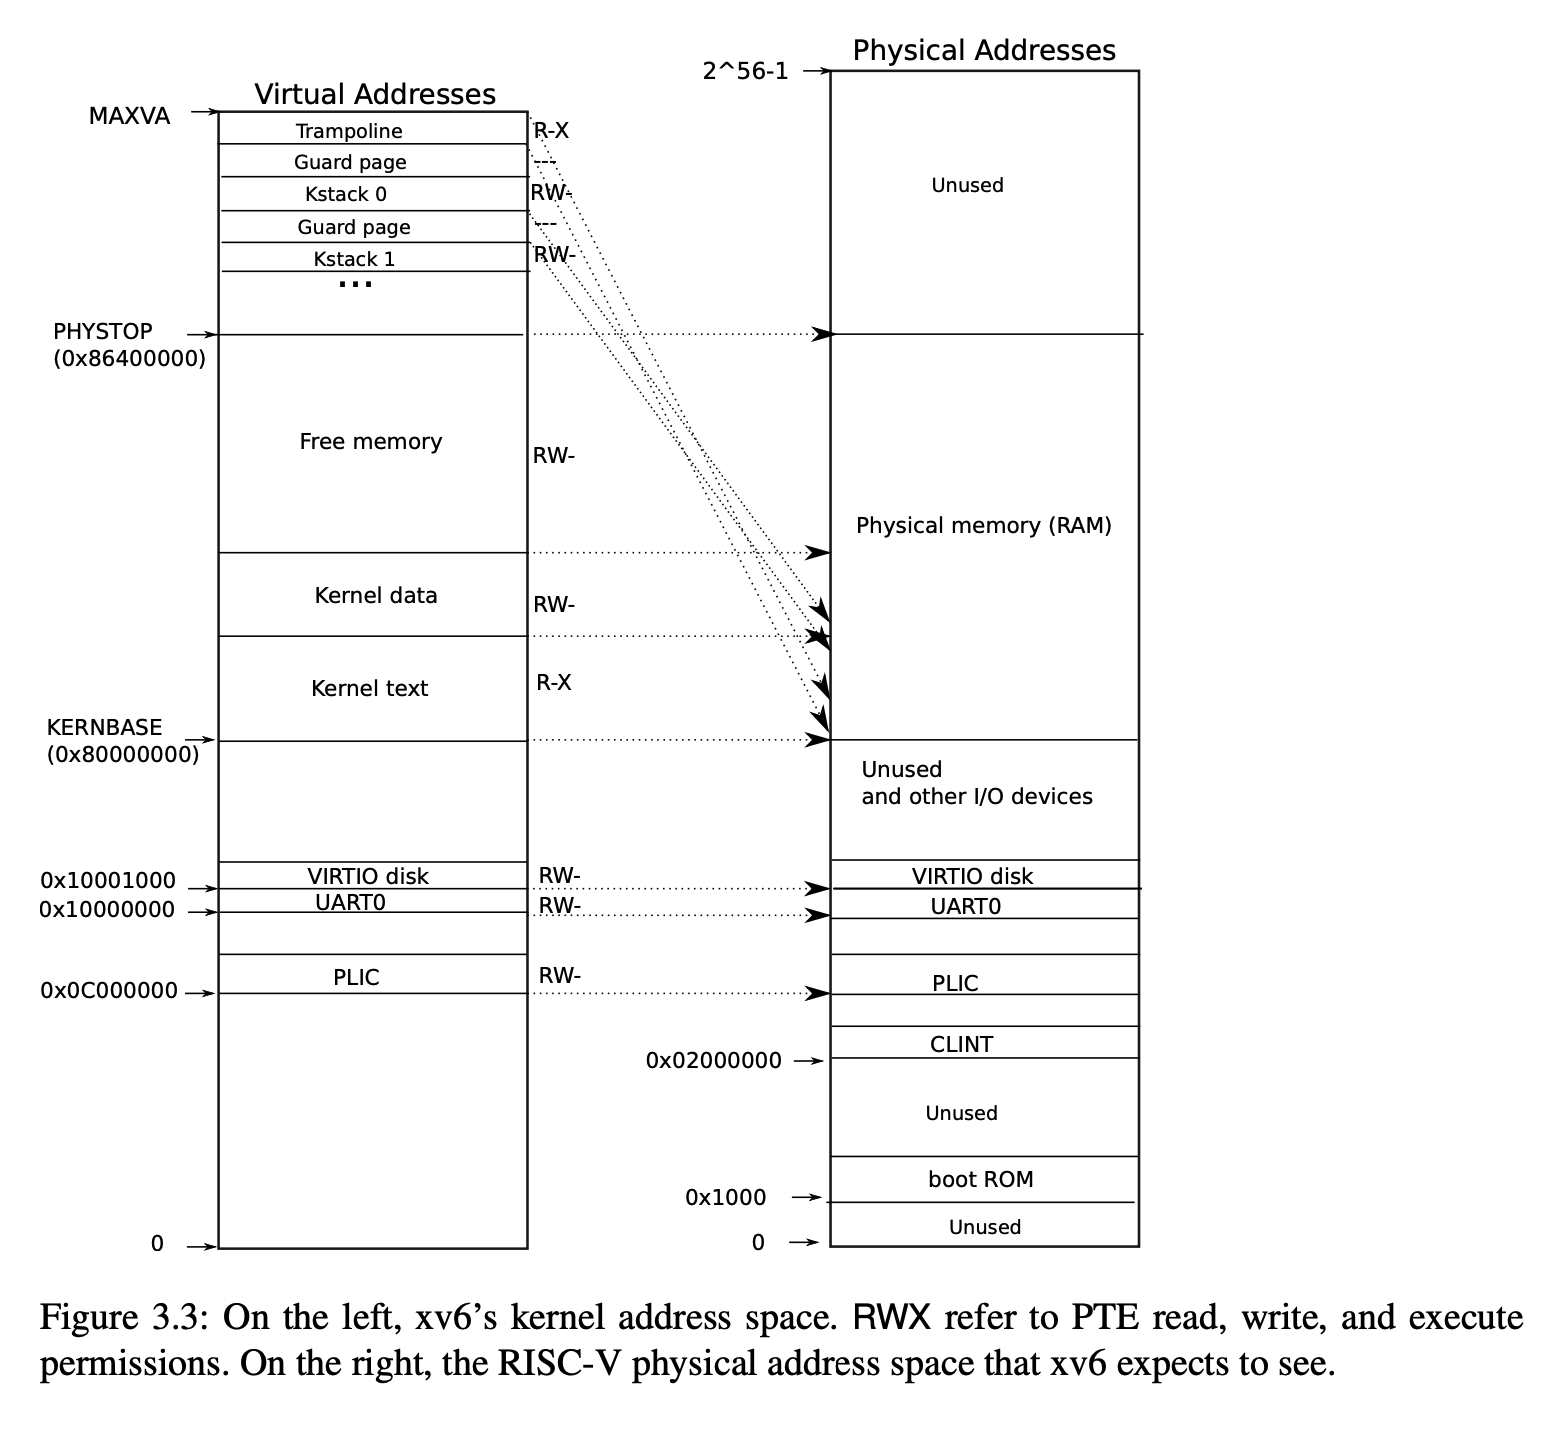 Physical Addresses
2^56-1
Virtual Addresses
MAXVA
Trampoline
R-X
Guard page
---
Unused
Kstack 0
RW-
Guard page
---
Kstack 1
RW-
...
PHYSTOP
(0x86400000)
Free memory
RW-
Physical memory (RAM)
Kernel data
RW-
Kernel text
R-X
KERNBASE
(0x80000000)
Unused
and other I/O devices
0x10001000
VIRTIO disk
RW-
VIRTIO disk
0x10000000
UART0
RW-
UART0
PLIC
RW-
PLIC
0x0C000000
CLINT
0x02000000
Unused
boot ROM
0x1000
Unused
0
0
Figure 3.3: On the left, xv6’s kernel address space. RWX refer to PTE read, write, and execute
permissions. On the right, the RISC-V physical address space that xv6 expects to see.